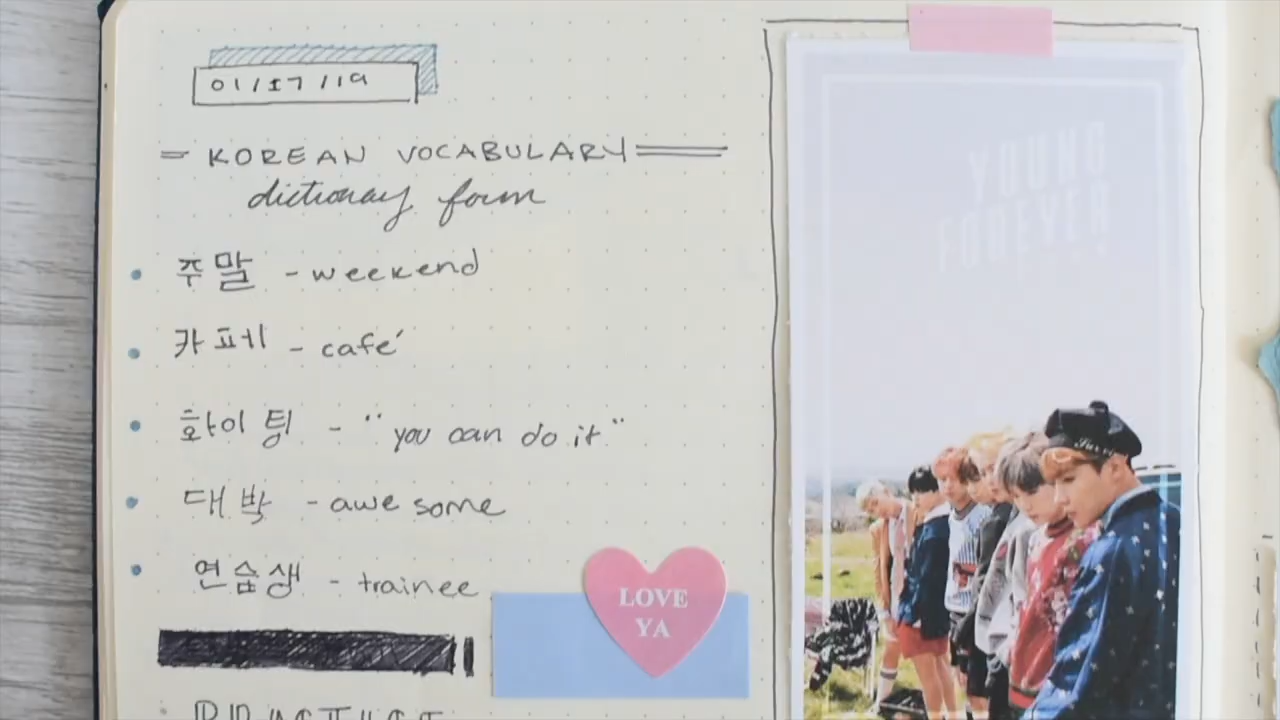 01/17/19
KOREAN VOCABULARY
dictionary form
주말 - weekend
카페 - café
화이팅 - "you can do it"
대박 - awesome
연습생 - trainee
LOVE
YA
PRACTICE
YOUNG
FOREVER